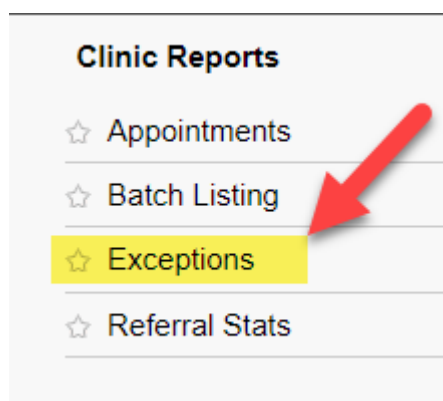 Clinic Reports
Appointments
Batch Listing
Exceptions
Referral Stats